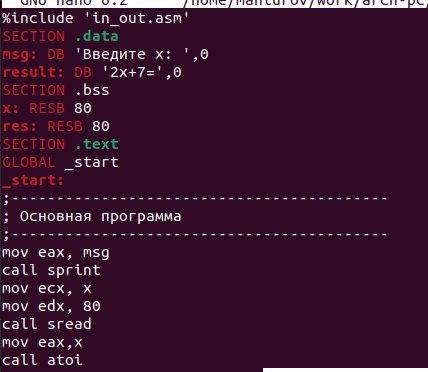 GNU nano 6.2 /home/manturov/work/arch-pc/
%include 'in_out.asm'
SECTION .data
msg: DB 'Введите x: ',0
result: DB '2x+7=',0
SECTION .bss
x: RESB 80
res: RESB 80
SECTION .text
GLOBAL _start
_start:
;------------------------------------------
; Основная программа
;------------------------------------------
mov eax, msg
call sprint
mov ecx, x
mov edx, 80
call sread
mov eax,x
call atoi